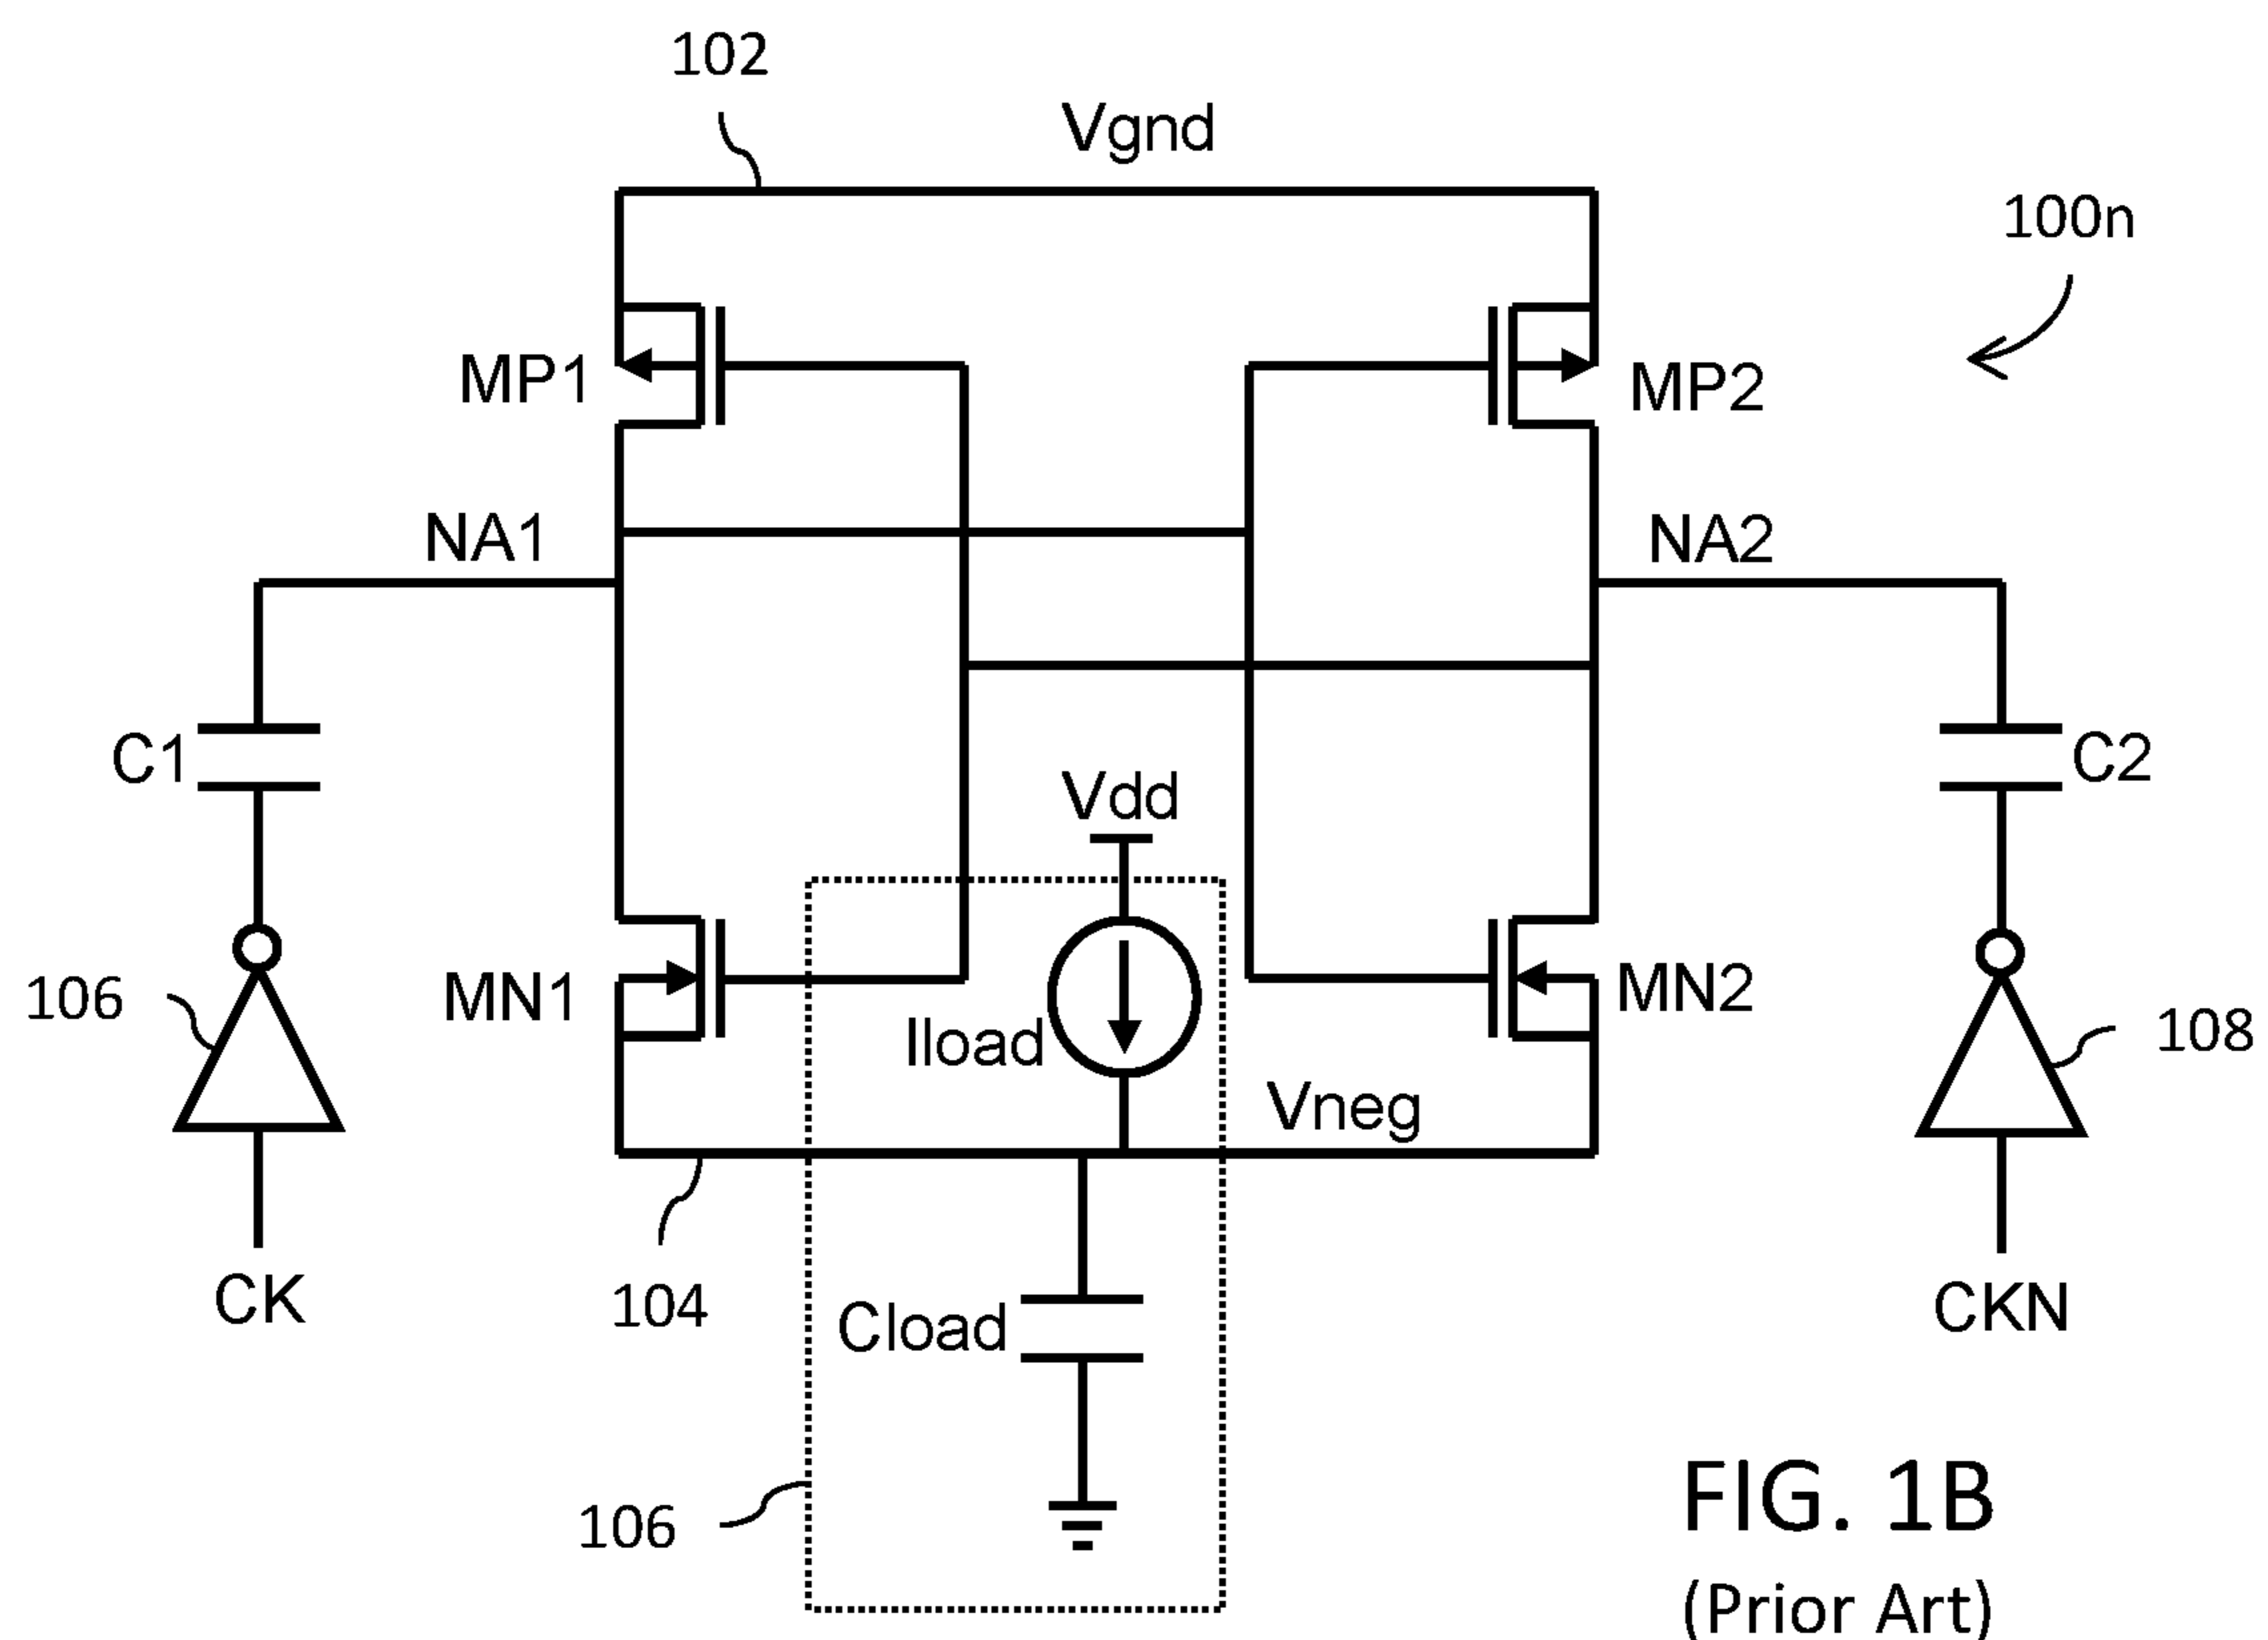 102
Vgnd
100n
MP1
MP2
NA1
NA2
C1
C2
Vdd
106
MN1
Iload
MN2
108
Vneg
CK
104
Cload
CKN
106
FIG. 1B
(Prior Art)